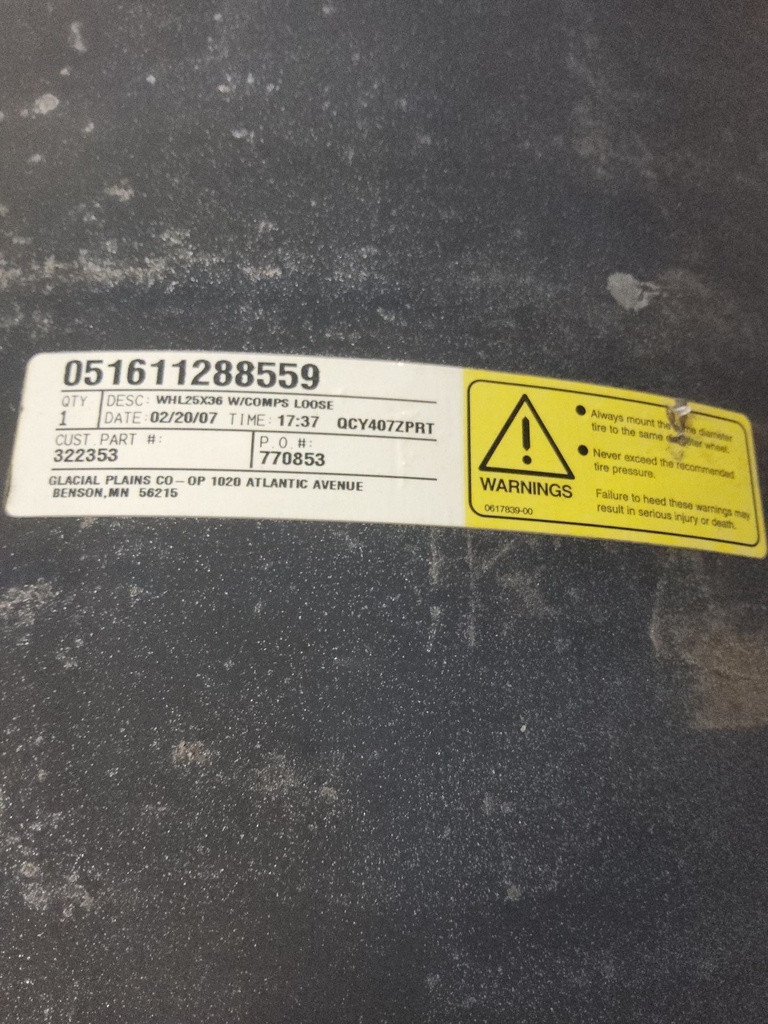 051611288559
QTY DESC: WHL25X36 W/COMPS LOOSE
1 DATE: 02/20/07 TIME: 17:37 QCY407ZPRT
CUST.PART #: P.O.#:
322353 770853
GLACIAL PLAINS CO-OP 1020 ATLANTIC AVENUE
BENSON,MN 56215
WARNINGS
0617839-00
• Always mount the same diameter
tire to the same diameter wheel.
• Never exceed the recommended
tire pressure.
Failure to heed these warnings may
result in serious injury or death.